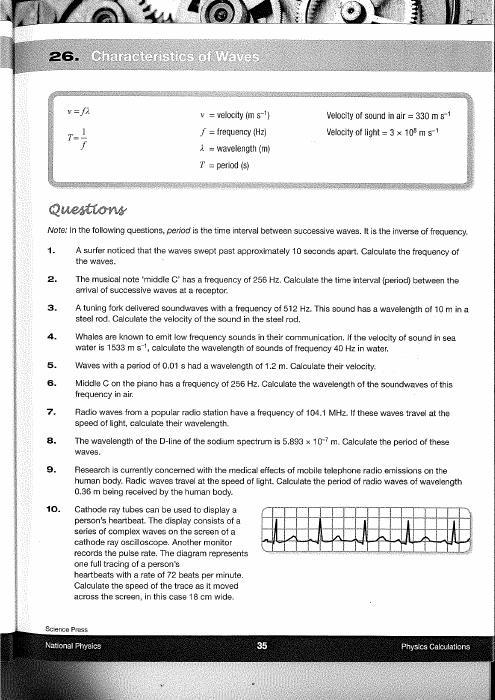 26. Characteristics of Waves
v = fλ
T = 1/f
v = velocity (m s⁻¹)
f = frequency (Hz)
λ = wavelength (m)
T = period (s)
Velocity of sound in air = 330 m s⁻¹
Velocity of light = 3 × 10⁸ m s⁻¹
Questions
Note: In the following questions, period is the time interval between successive waves. It is the inverse of frequency.
1. A surfer noticed that the waves swept past approximately 10 seconds apart. Calculate the frequency of
the waves.
2. The musical note 'middle C' has a frequency of 256 Hz. Calculate the time interval (period) between the
arrival of successive waves at a receptor.
3. A tuning fork delivered soundwaves with a frequency of 512 Hz. This sound has a wavelength of 10 m in a
steel rod. Calculate the velocity of the sound in the steel rod.
4. Whales are known to emit low frequency sounds in their communication. If the velocity of sound in sea
water is 1533 m s⁻¹, calculate the wavelength of sounds of frequency 40 Hz in water.
5. Waves with a period of 0.01 s had a wavelength of 1.2 m. Calculate their velocity.
6. Middle C on the piano has a frequency of 256 Hz. Calculate the wavelength of the soundwaves of this
frequency in air.
7. Radio waves from a popular radio station have a frequency of 104.1 MHz. If these waves travel at the
speed of light, calculate their wavelength.
8. The wavelength of the D-line of the sodium spectrum is 5.893 × 10⁻⁷ m. Calculate the period of these
waves.
9. Research is currently concerned with the medical effects of mobile telephone radio emissions on the
human body. Radio waves travel at the speed of light. Calculate the period of radio waves of wavelength
0.36 m being received by the human body.
10. Cathode ray tubes can be used to display a
person's heartbeat. The display consists of a
series of complex waves on the screen of a
cathode ray oscilloscope. Another monitor
records the pulse rate. The diagram represents
one full tracing of a person's
heartbeats with a rate of 72 beats per minute.
Calculate the speed of the trace as it moved
across the screen, in this case 18 cm wide.
Science Press
National Physics
35
Physics Calculations